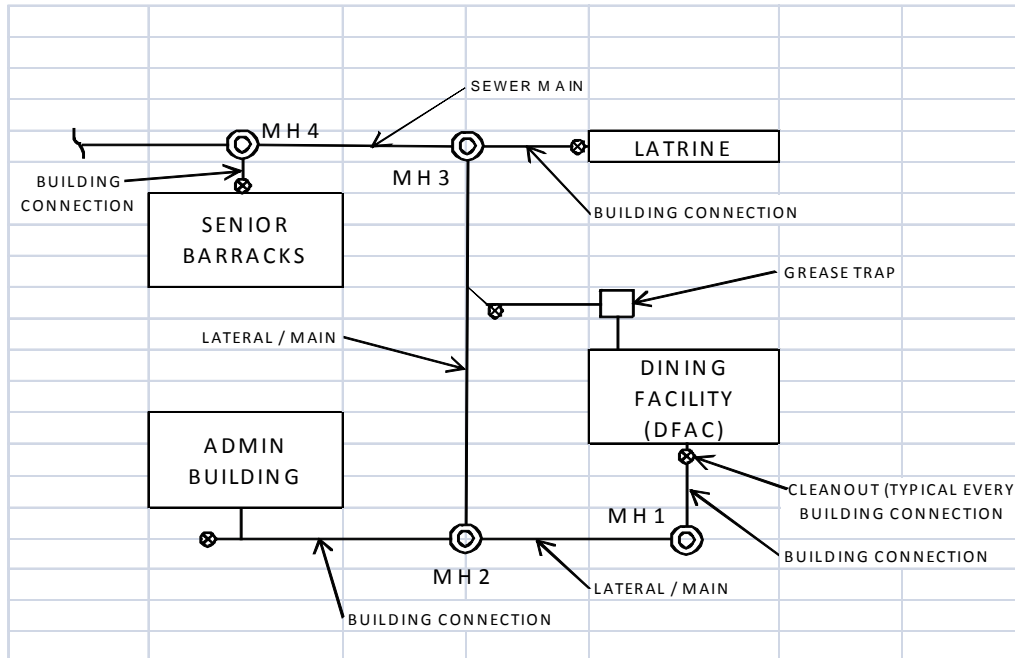 SEWER MAIN
MH4
LATRINE
MH3
BUILDING
CONNECTION
BUILDING CONNECTION
SENIOR
BARRACKS
GREASE TRAP
LATERAL / MAIN
DINING
FACILITY
(DFAC)
ADMIN
BUILDING
CLEANOUT (TYPICAL EVERY
BUILDING CONNECTION
MH1
BUILDING CONNECTION
MH2
LATERAL / MAIN
BUILDING CONNECTION